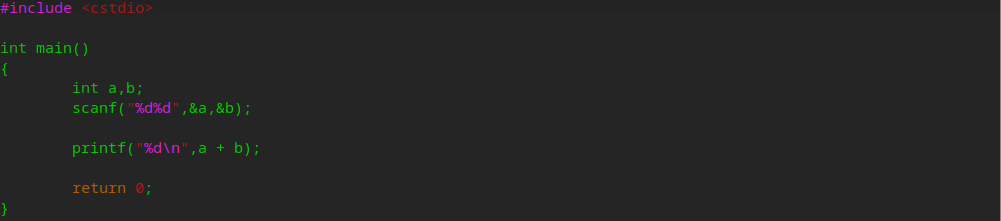 #include <cstdio>
int main()
{
int a,b;
scanf("%d%d",&a,&b);
printf("%d\n",a + b);
return 0;
}